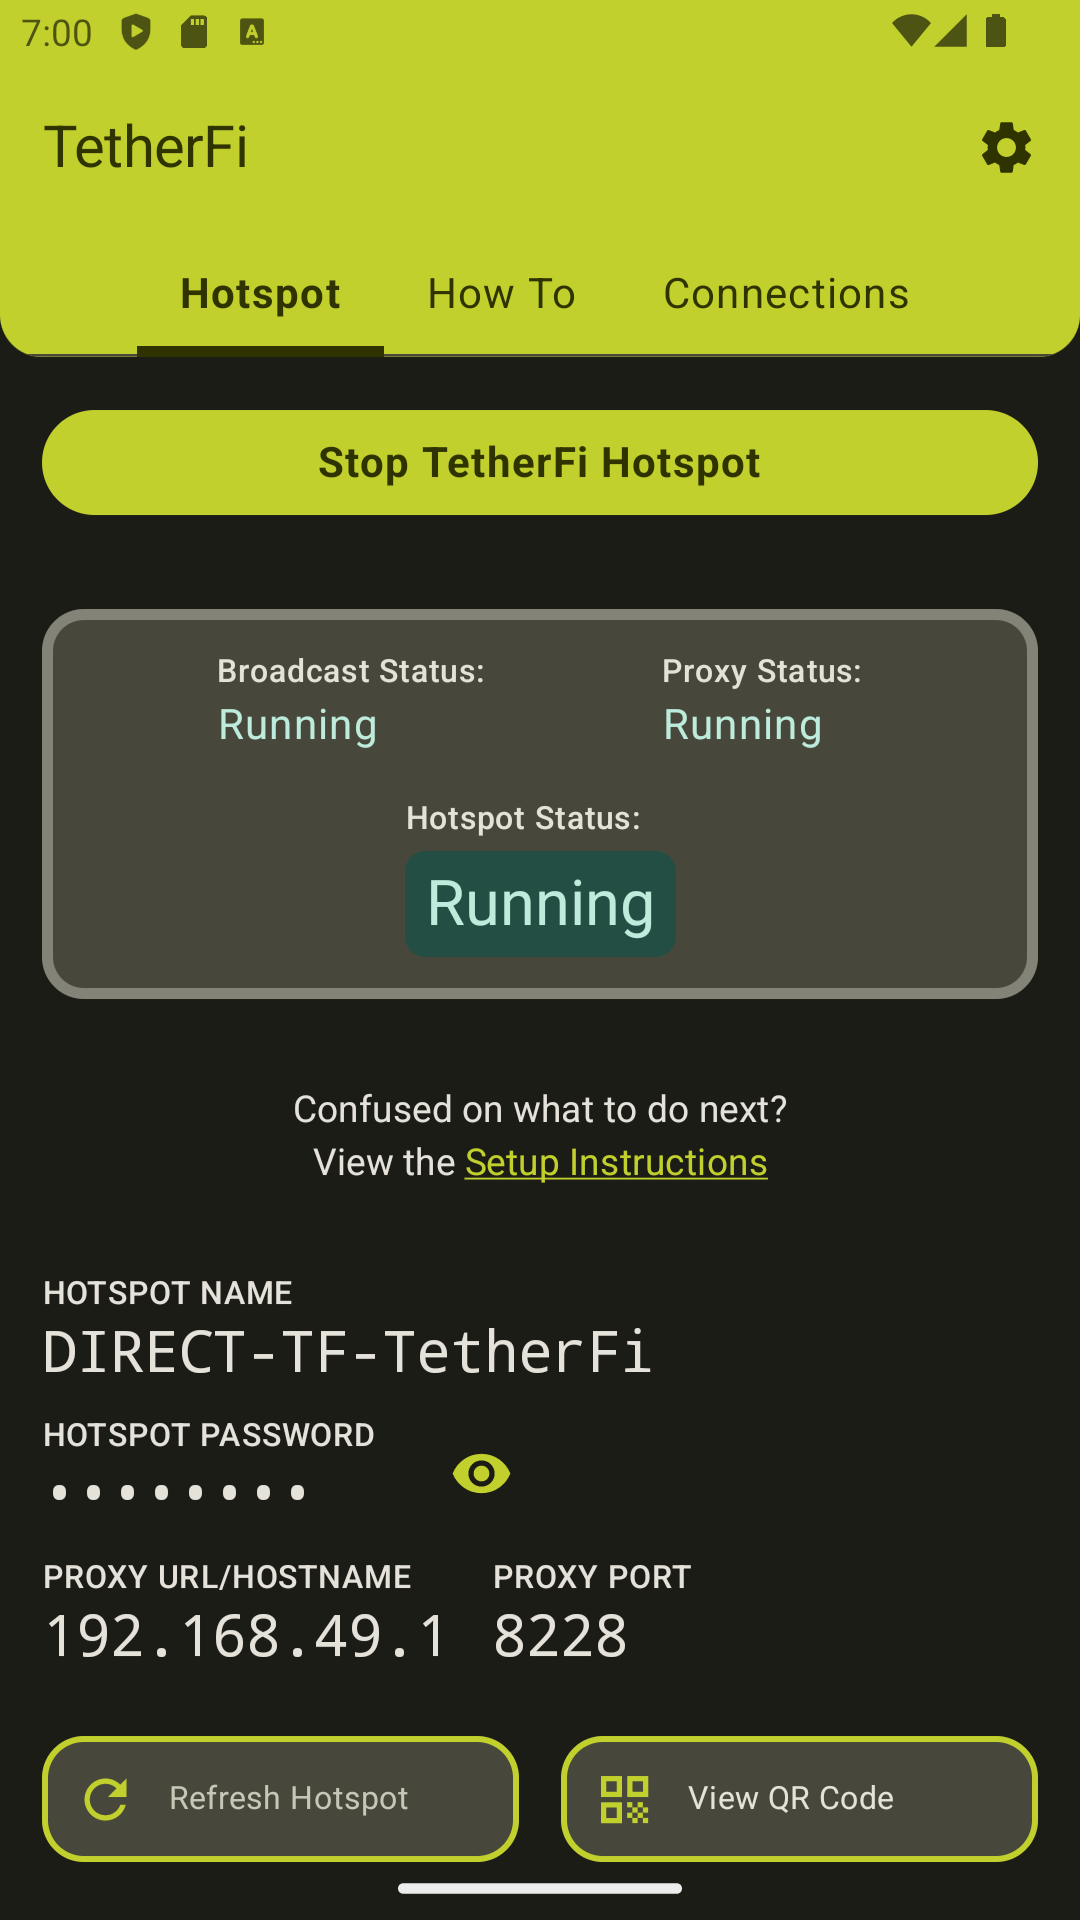 7:00
TetherFi
Hotspot How To Connections
Stop TetherFi Hotspot
Broadcast Status: Proxy Status:
Running Running
Hotspot Status:
Running
Confused on what to do next?
View the Setup Instructions
HOTSPOT NAME
DIRECT-TF-TetherFi
HOTSPOT PASSWORD
••••••••
PROXY URL/HOSTNAME PROXY PORT
192.168.49.1 8228
Refresh Hotspot View QR Code